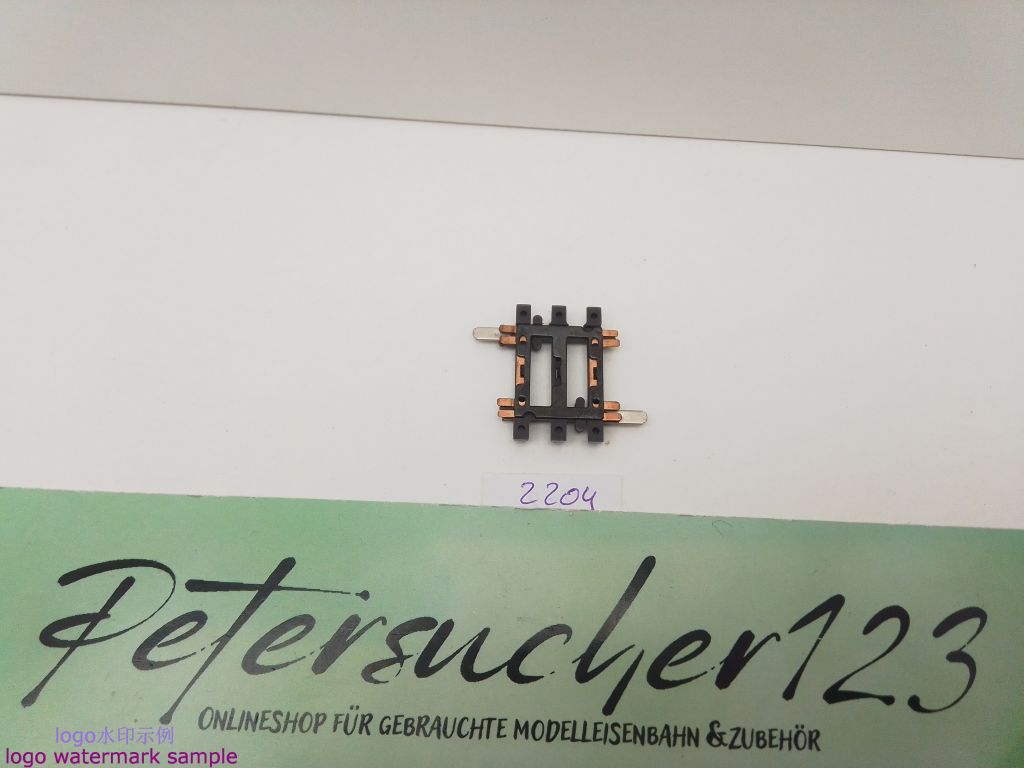 2204
Petersucher123
ONLINESHOP FÜR GEBRAUCHTE MODELLEISENBAHN &ZUBEHÖR
logo水印示例
logo watermark sample